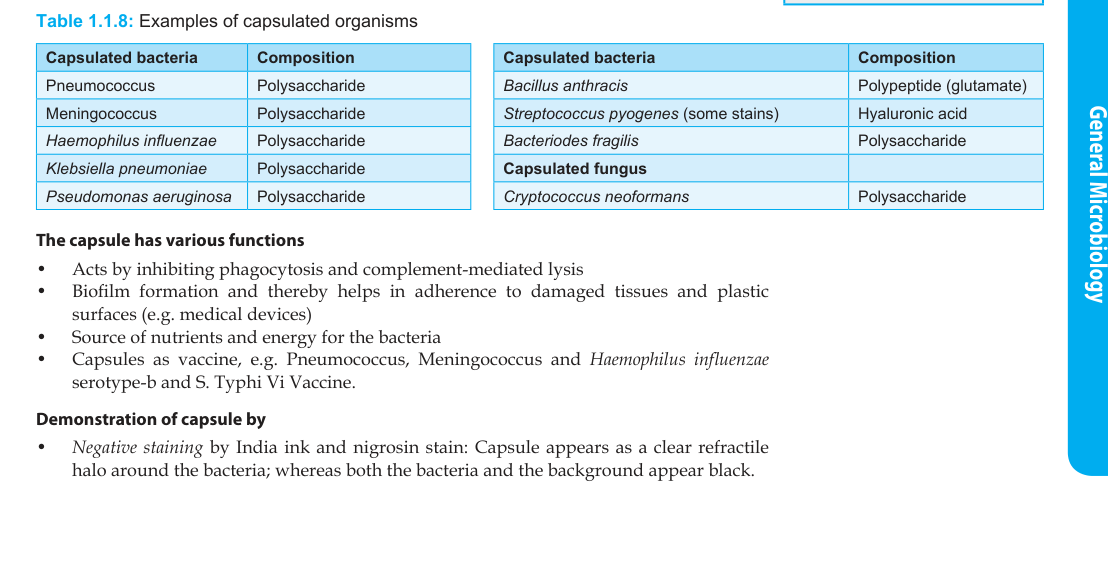 Table 1.1.8: Examples of capsulated organisms
Capsulated bacteria Composition
Pneumococcus Polysaccharide
Meningococcus Polysaccharide
Haemophilus influenzae Polysaccharide
Klebsiella pneumoniae Polysaccharide
Pseudomonas aeruginosa Polysaccharide
Capsulated bacteria Composition
Bacillus anthracis Polypeptide (glutamate)
Streptococcus pyogenes (some stains) Hyaluronic acid
Bacteriodes fragilis Polysaccharide
Capsulated fungus
Cryptococcus neoformans Polysaccharide
The capsule has various functions
• Acts by inhibiting phagocytosis and complement-mediated lysis
• Biofilm formation and thereby helps in adherence to damaged tissues and plastic
surfaces (e.g. medical devices)
• Source of nutrients and energy for the bacteria
• Capsules as vaccine, e.g. Pneumococcus, Meningococcus and Haemophilus influenzae
serotype-b and S. Typhi Vi Vaccine.
Demonstration of capsule by
• Negative staining by India ink and nigrosin stain: Capsule appears as a clear refractile
halo around the bacteria; whereas both the bacteria and the background appear black.
General Microbiology